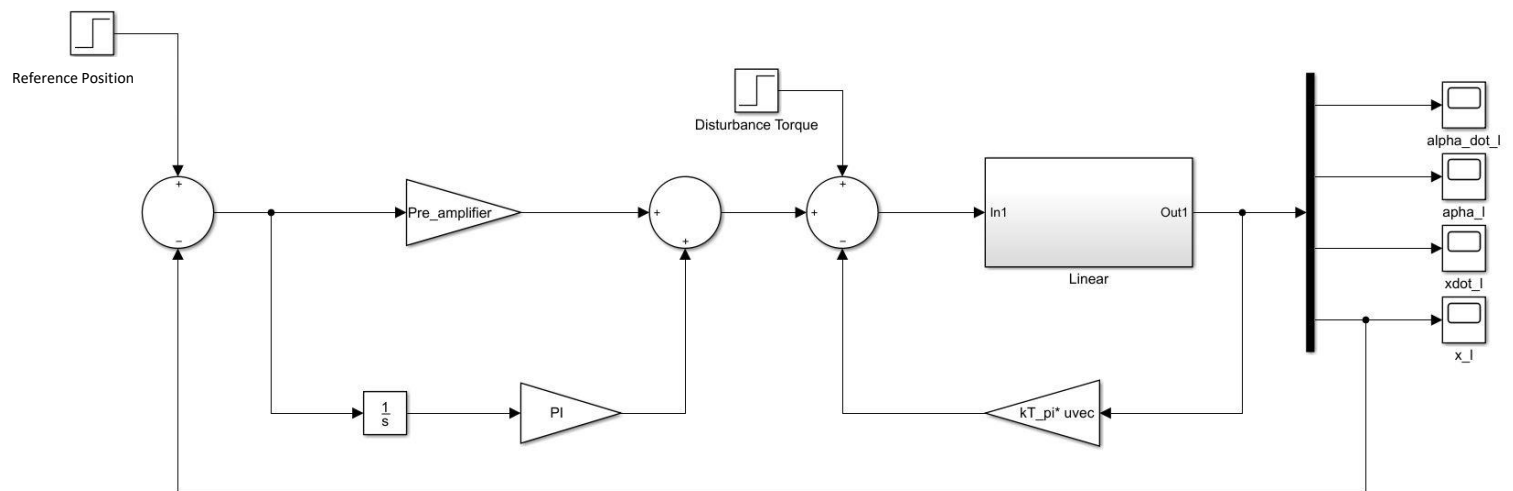 Reference Position
Disturbance Torque
+
−
Pre_amplifier
+
+
+
+
−
In1
Out1
Linear
alpha_dot_l
apha_l
xdot_l
x_l
1
s
PI
kT_pi* uvec